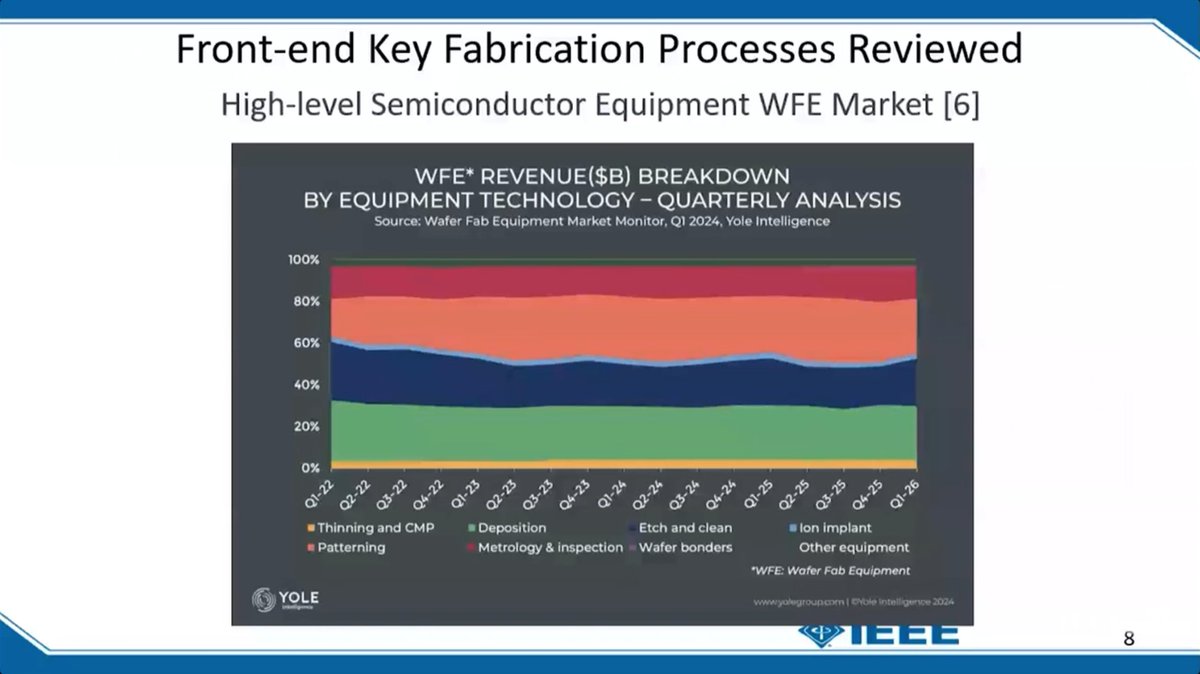 Front-end Key Fabrication Processes Reviewed
High-level Semiconductor Equipment WFE Market [6]
WFE* REVENUE($B) BREAKDOWN
BY EQUIPMENT TECHNOLOGY – QUARTERLY ANALYSIS
Source: Wafer Fab Equipment Market Monitor, Q1 2024, Yole Intelligence
100%
80%
60%
40%
20%
0%
Q1-22 Q2-22 Q3-22 Q4-22 Q1-23 Q2-23 Q3-23 Q4-23 Q1-24 Q2-24 Q3-24 Q4-24 Q1-25 Q2-25 Q3-25 Q4-25 Q1-26
Thinning and CMP Deposition Etch and clean Ion implant
Patterning Metrology & inspection Wafer bonders Other equipment
*WFE: Wafer Fab Equipment
YOLE
Intelligence
www.yolegroup.com | ©Yole Intelligence 2024
IEEE
8